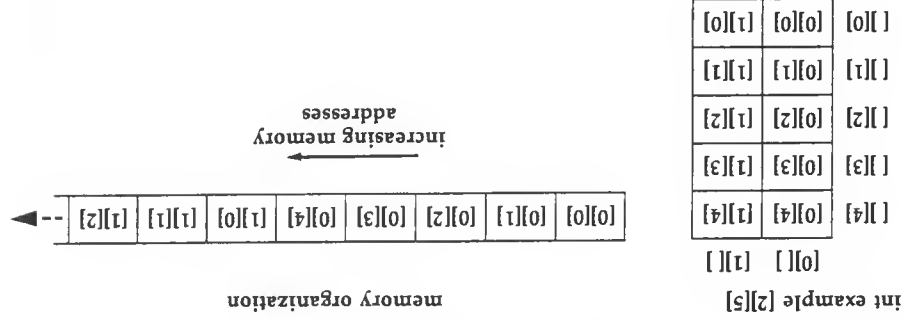 int example [2][5]
[0][ ] [1][ ]
[ ][4] [0][4] [1][4]
[ ][3] [0][3] [1][3]
[ ][2] [0][2] [1][2]
[ ][1] [0][1] [1][1]
[ ][0] [0][0] [1][0]
memory organization
[0][0] [0][1] [0][2] [0][3] [0][4] [1][0] [1][1] [1][2]
increasing memory
addresses